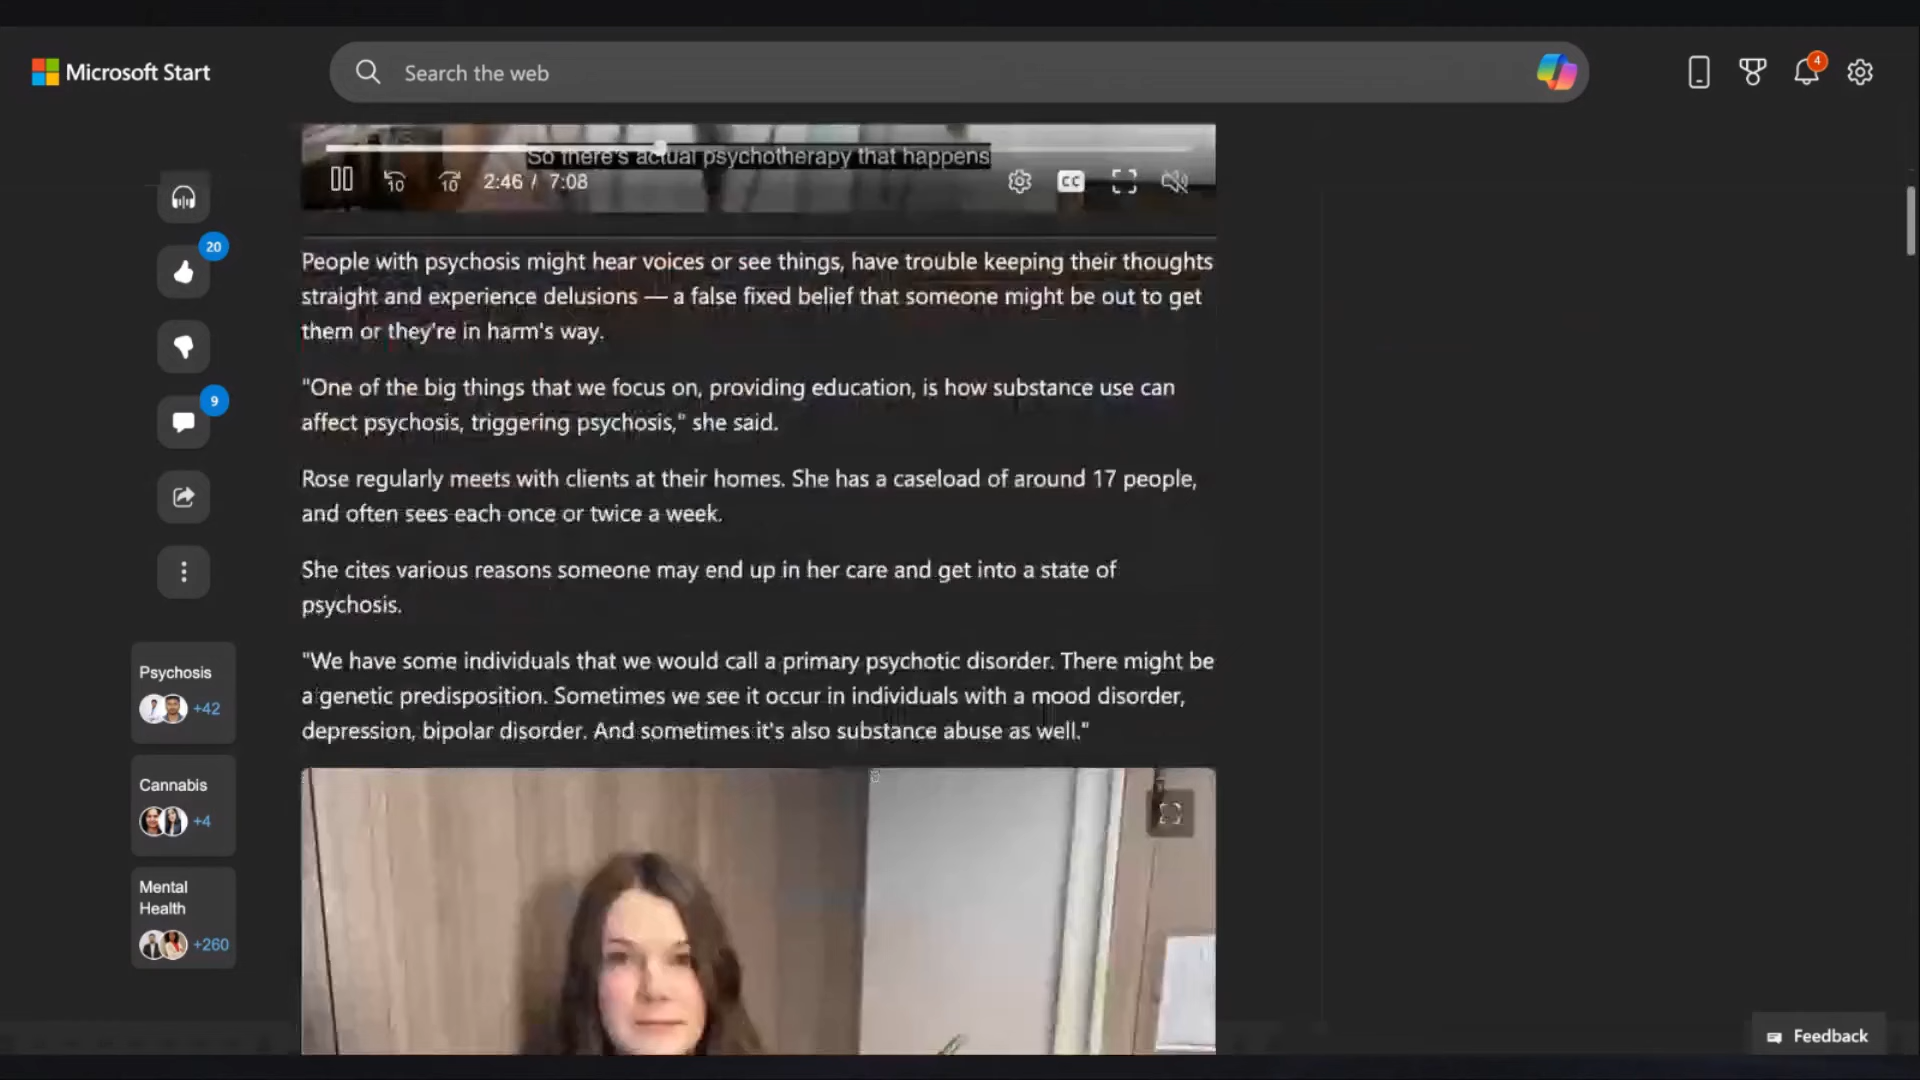 Microsoft Start
Search the web
4
So there's actual psychotherapy that happens
10
10
2:46 / 7:08
CC
20
9
People with psychosis might hear voices or see things, have trouble keeping their thoughts
straight and experience delusions — a false fixed belief that someone might be out to get
them or they're in harm's way.
"One of the big things that we focus on, providing education, is how substance use can
affect psychosis, triggering psychosis," she said.
Rose regularly meets with clients at their homes. She has a caseload of around 17 people,
and often sees each once or twice a week.
She cites various reasons someone may end up in her care and get into a state of
psychosis.
"We have some individuals that we would call a primary psychotic disorder. There might be
a genetic predisposition. Sometimes we see it occur in individuals with a mood disorder,
depression, bipolar disorder. And sometimes it's also substance abuse as well."
Psychosis
+42
Cannabis
+4
Mental
Health
+260
Feedback